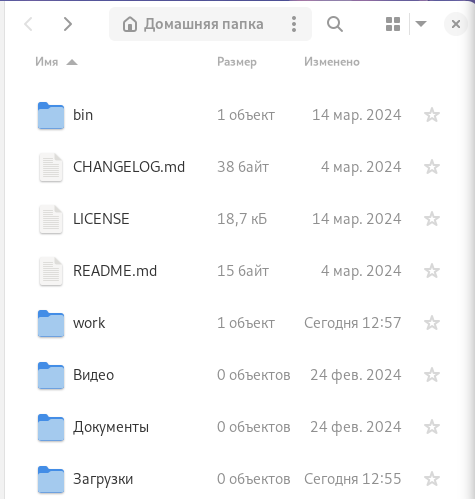 Домашняя папка
Имя Размер Изменено
bin 1 объект 14 мар. 2024
CHANGELOG.md 38 байт 4 мар. 2024
LICENSE 18,7 кБ 14 мар. 2024
README.md 15 байт 4 мар. 2024
work 1 объект Сегодня 12:57
Видео 0 объектов 24 фев. 2024
Документы 0 объектов 24 фев. 2024
Загрузки 0 объектов Сегодня 12:55